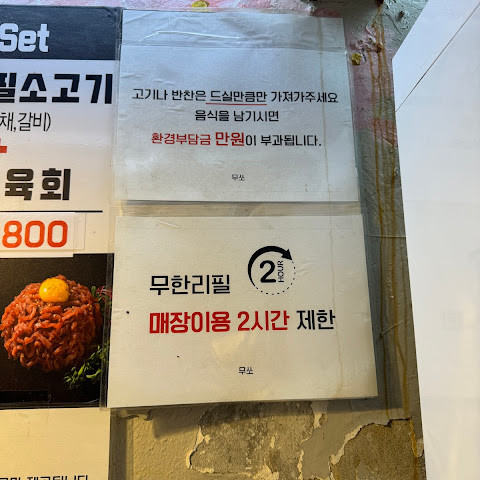 Set
필소고기
채,갈비)
육회
800
고기나 반찬은 드실만큼만 가져가주세요
음식을 남기시면
환경부담금 만원이 부과됩니다.
무쏘
무한리필
2 HOUR
매장이용 2시간 제한
무쏘